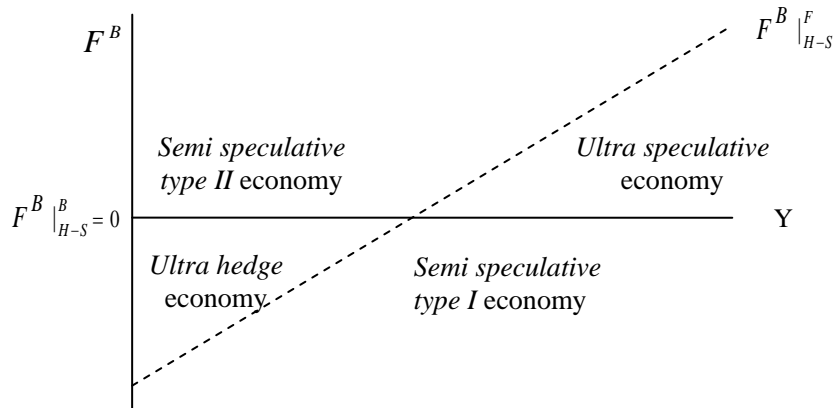 F^B
F^B |^F_{H-S}
Semi speculative
type II economy
Ultra speculative
economy
F^B |^B_{H-S} = 0
Y
Ultra hedge
economy
Semi speculative
type I economy